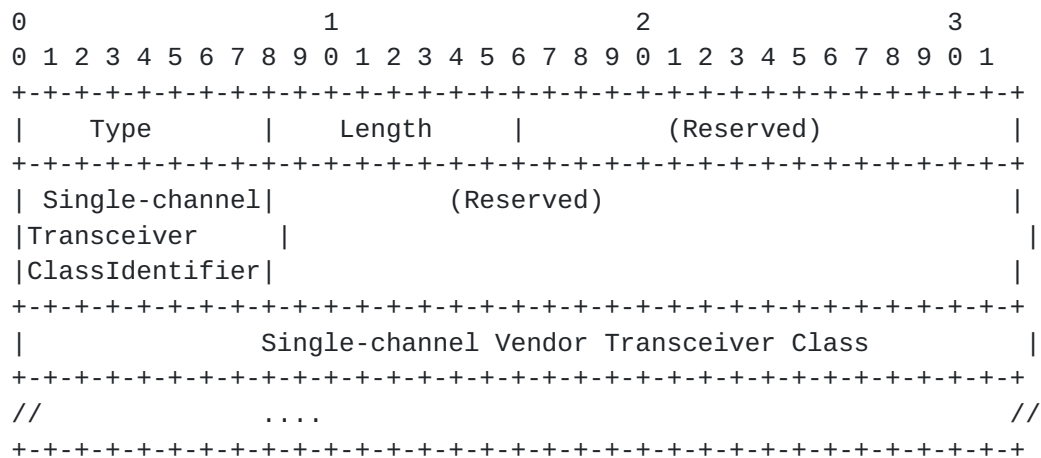 0                   1                   2                   3
0 1 2 3 4 5 6 7 8 9 0 1 2 3 4 5 6 7 8 9 0 1 2 3 4 5 6 7 8 9 0 1
+-+-+-+-+-+-+-+-+-+-+-+-+-+-+-+-+-+-+-+-+-+-+-+-+-+-+-+-+-+-+-+-+
|    Type       |    Length     |         (Reserved)            |
+-+-+-+-+-+-+-+-+-+-+-+-+-+-+-+-+-+-+-+-+-+-+-+-+-+-+-+-+-+-+-+-+
| Single-channel|           (Reserved)                          |
|Transceiver     |                                               |
|ClassIdentifier|                                               |
+-+-+-+-+-+-+-+-+-+-+-+-+-+-+-+-+-+-+-+-+-+-+-+-+-+-+-+-+-+-+-+-+
|               Single-channel Vendor Transceiver Class          |
+-+-+-+-+-+-+-+-+-+-+-+-+-+-+-+-+-+-+-+-+-+-+-+-+-+-+-+-+-+-+-+-+
//              ....                                            //
+-+-+-+-+-+-+-+-+-+-+-+-+-+-+-+-+-+-+-+-+-+-+-+-+-+-+-+-+-+-+-+-+